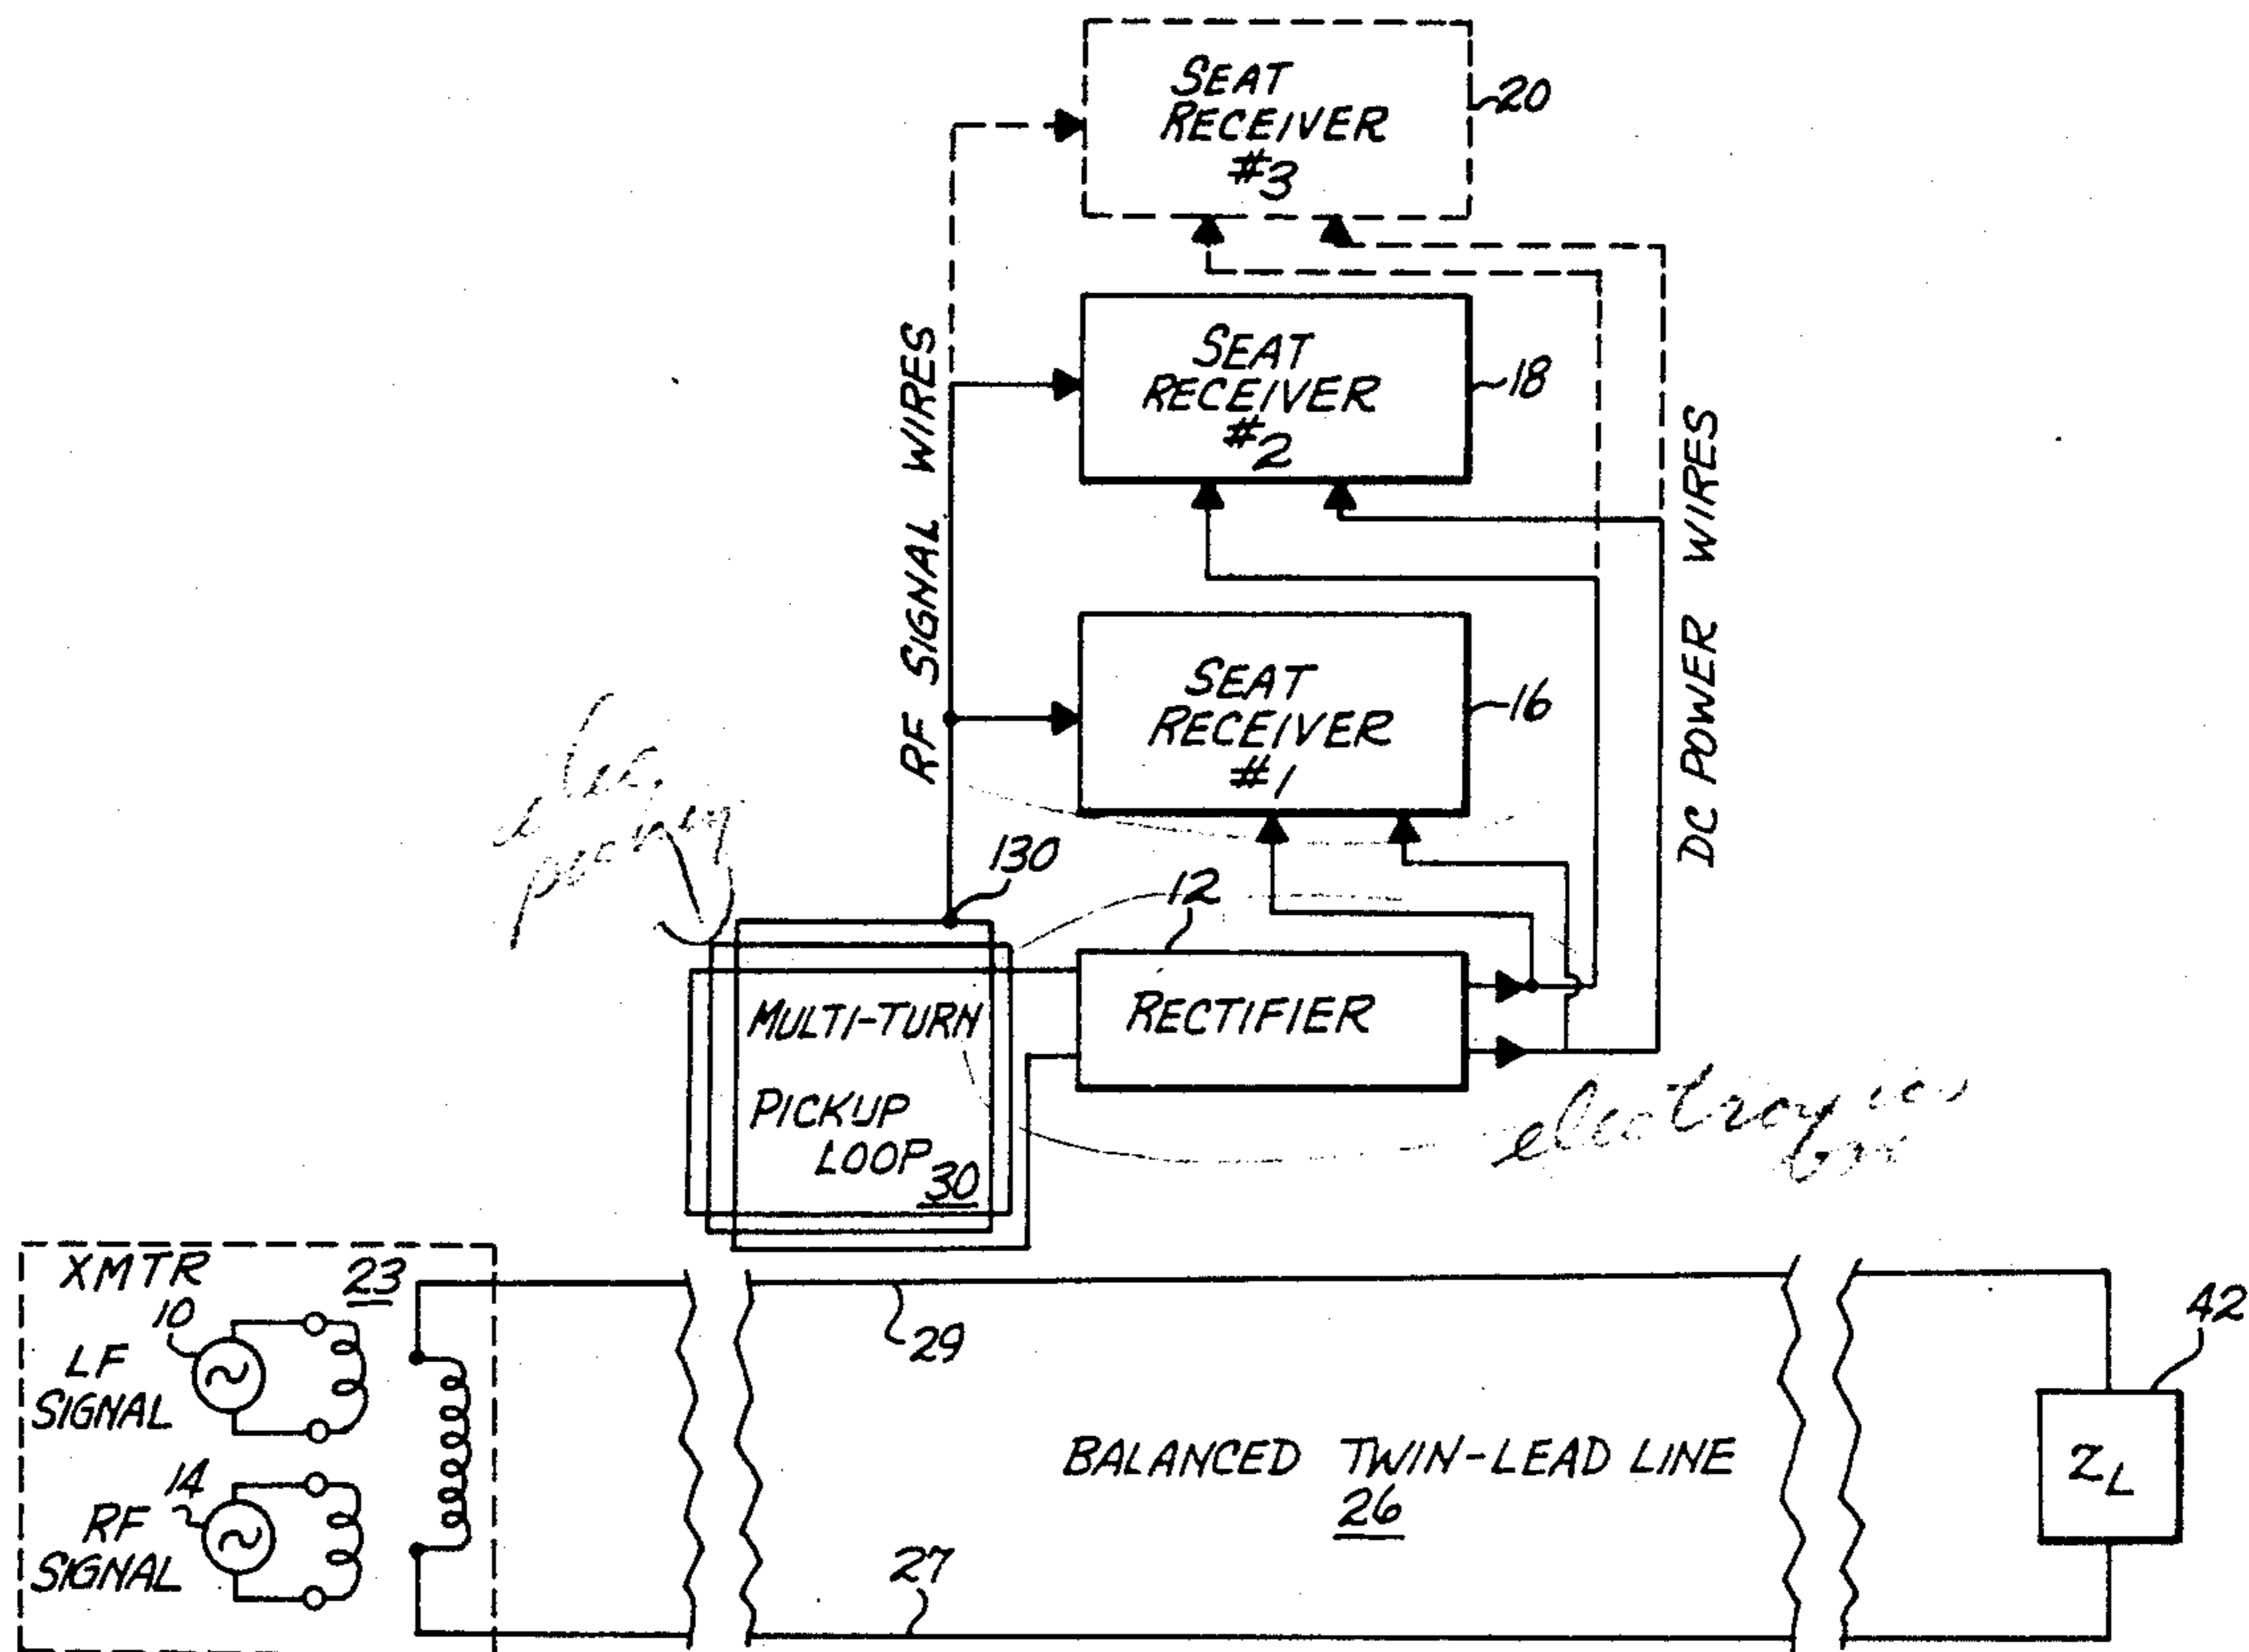 SEAT
RECEIVER
#3
20
SEAT
RECEIVER
#2
18
RF SIGNAL WIRES
DC POWER WIRES
SEAT
RECEIVER
#1
16
130
12
RECTIFIER
MULTI-TURN
PICKUP
LOOP
30
XMTR
23
10
LF
SIGNAL
14
RF
SIGNAL
29
27
BALANCED TWIN-LEAD LINE
26
42
ZL